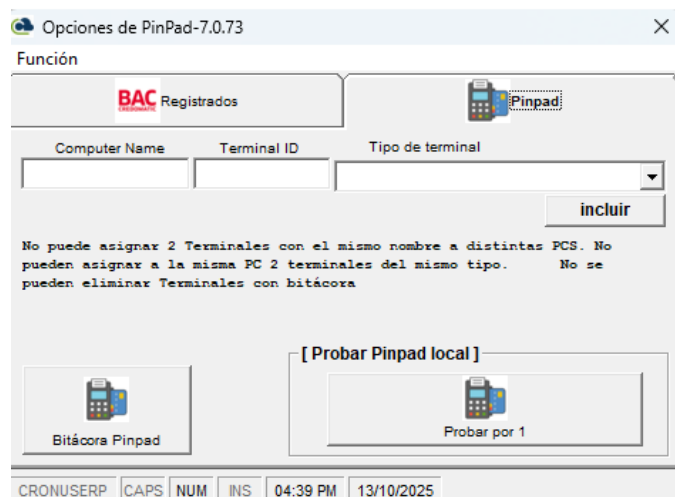 Opciones de PinPad-7.0.73
Función
BAC CREDOMATIC Registrados
Pinpad
Computer Name Terminal ID Tipo de terminal
incluir
No puede asignar 2 Terminales con el mismo nombre a distintas PCS. No
pueden asignar a la misma PC 2 terminales del mismo tipo. No se
pueden eliminar Terminales con bitácora
[ Probar Pinpad local ]
Bitácora Pinpad
Probar por 1
CRONUSERP CAPS NUM INS 04:39 PM 13/10/2025